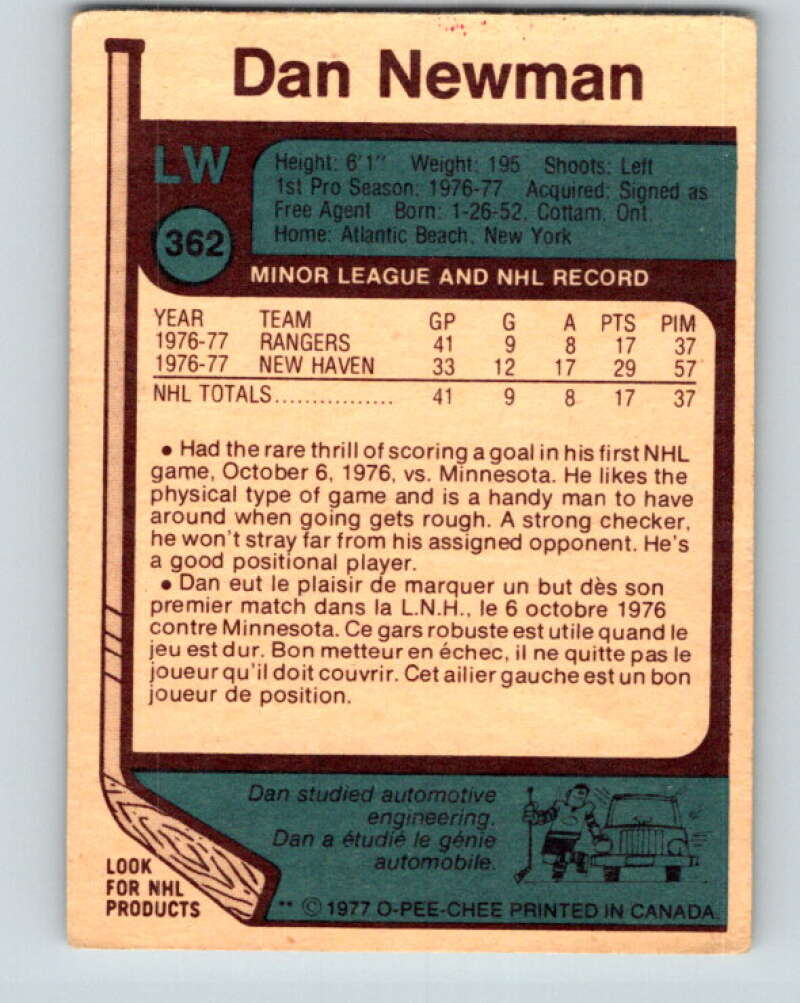 Dan Newman
LW
Height: 6'1" Weight: 195 Shoots: Left
1st Pro Season: 1976-77 Acquired: Signed as
Free Agent Born: 1-26-52, Cottam, Ont.
Home: Atlantic Beach, New York
362
MINOR LEAGUE AND NHL RECORD
YEAR TEAM GP G A PTS PIM
1976-77 RANGERS 41 9 8 17 37
1976-77 NEW HAVEN 33 12 17 29 57
NHL TOTALS................ 41 9 8 17 37
• Had the rare thrill of scoring a goal in his first NHL
game, October 6, 1976, vs. Minnesota. He likes the
physical type of game and is a handy man to have
around when going gets rough. A strong checker,
he won't stray far from his assigned opponent. He's
a good positional player.
• Dan eut le plaisir de marquer un but dès son
premier match dans la L.N.H., le 6 octobre 1976
contre Minnesota. Ce gars robuste est utile quand le
jeu est dur. Bon metteur en échec, il ne quitte pas le
joueur qu'il doit couvrir. Cet ailier gauche est un bon
joueur de position.
Dan studied automotive
engineering.
Dan a étudié le génie
automobile.
LOOK
FOR NHL
PRODUCTS
** © 1977 O-PEE-CHEE PRINTED IN CANADA.